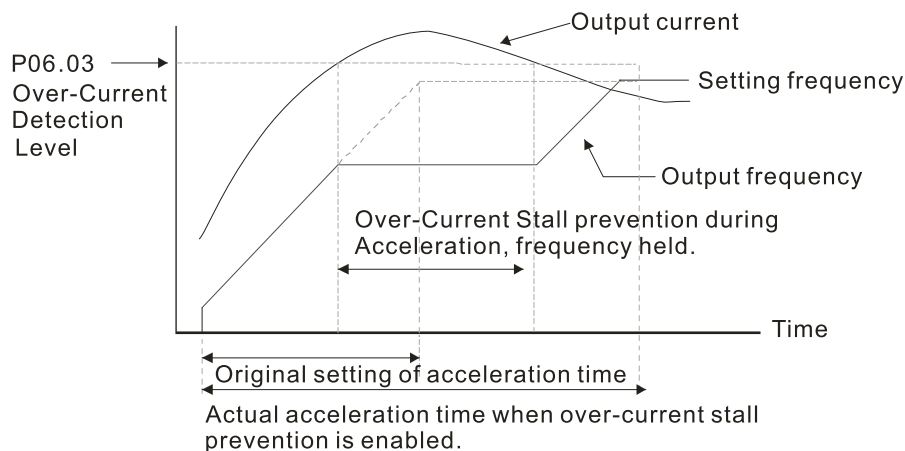 Output current
P06.03
Over-Current
Detection
Level
Setting frequency
Output frequency
Over-Current Stall prevention during
Acceleration, frequency held.
Time
Original setting of acceleration time
Actual acceleration time when over-current stall
prevention is enabled.